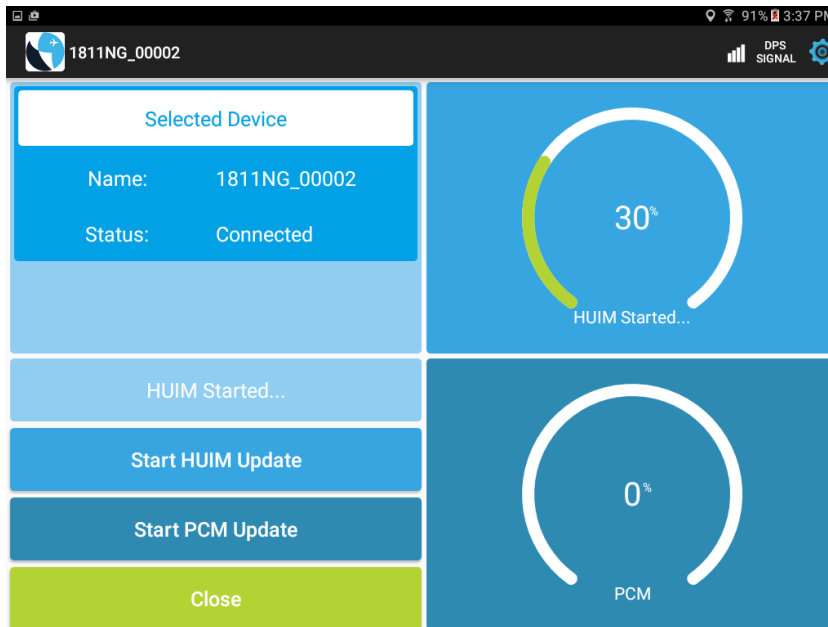 91% 3:37 PM
1811NG_00002
DPS
SIGNAL
Selected Device
Name: 1811NG_00002
Status: Connected
30%
HUIM Started...
HUIM Started...
Start HUIM Update
Start PCM Update
Close
0%
PCM